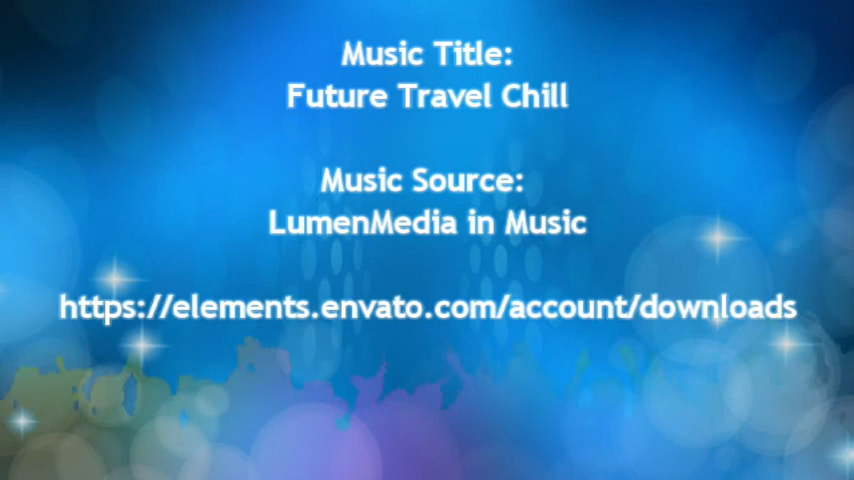 Music Title:
Future Travel Chill
Music Source:
LumenMedia in Music
https://elements.envato.com/account/downloads